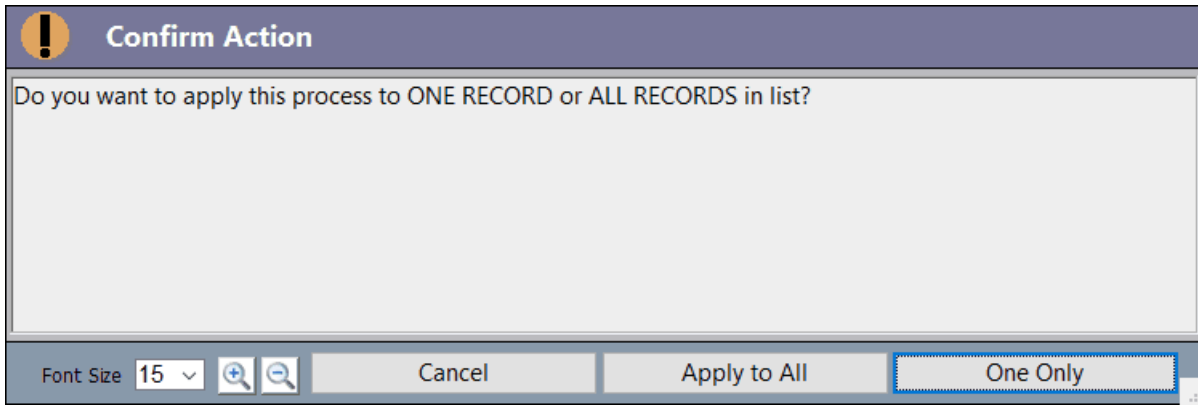 Confirm Action
Do you want to apply this process to ONE RECORD or ALL RECORDS in list?
Font Size 15 Cancel Apply to All One Only